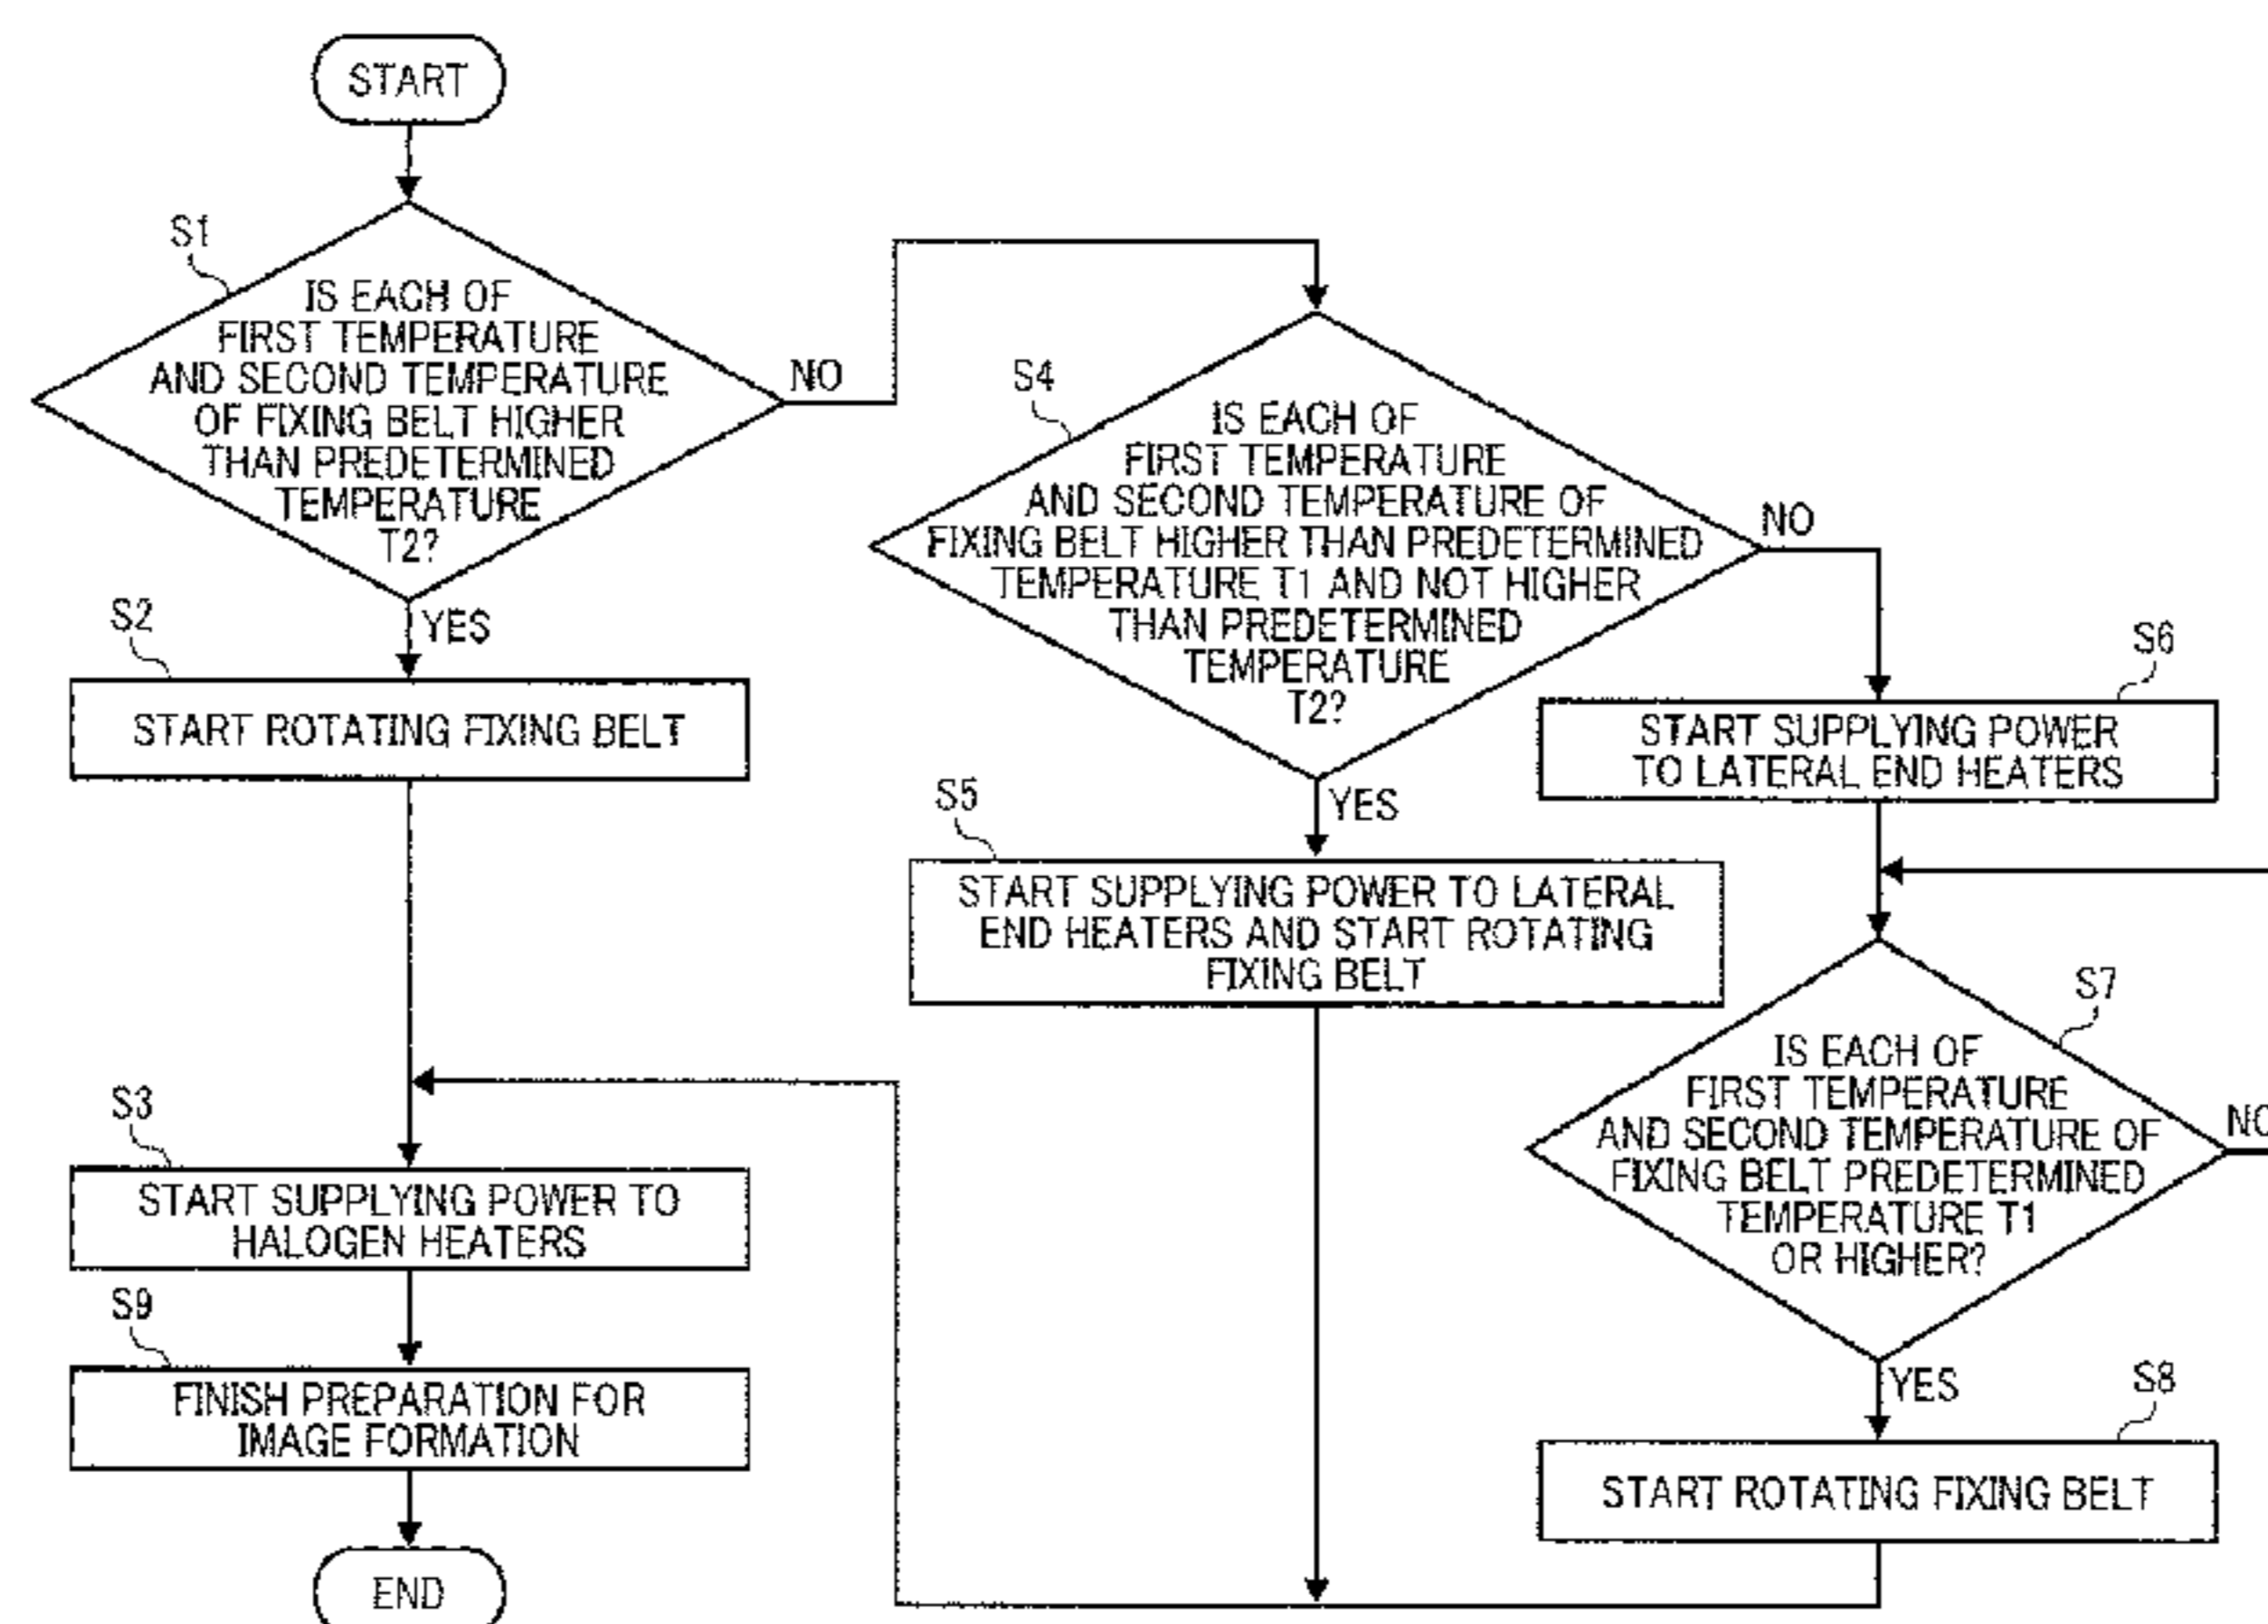 START
S1
IS EACH OF
FIRST TEMPERATURE
AND SECOND TEMPERATURE
OF FIXING BELT HIGHER
THAN PREDETERMINED
TEMPERATURE
T2?
NO
YES
S2
START ROTATING FIXING BELT
S3
START SUPPLYING POWER TO
HALOGEN HEATERS
S9
FINISH PREPARATION FOR
IMAGE FORMATION
END
S4
IS EACH OF
FIRST TEMPERATURE
AND SECOND TEMPERATURE OF
FIXING BELT HIGHER THAN PREDETERMINED
TEMPERATURE T1 AND NOT HIGHER
THAN PREDETERMINED
TEMPERATURE
T2?
NO
YES
S5
START SUPPLYING POWER TO LATERAL
END HEATERS AND START ROTATING
FIXING BELT
S6
START SUPPLYING POWER
TO LATERAL END HEATERS
S7
IS EACH OF
FIRST TEMPERATURE
AND SECOND TEMPERATURE OF
FIXING BELT PREDETERMINED
TEMPERATURE T1
OR HIGHER?
NO
YES
S8
START ROTATING FIXING BELT